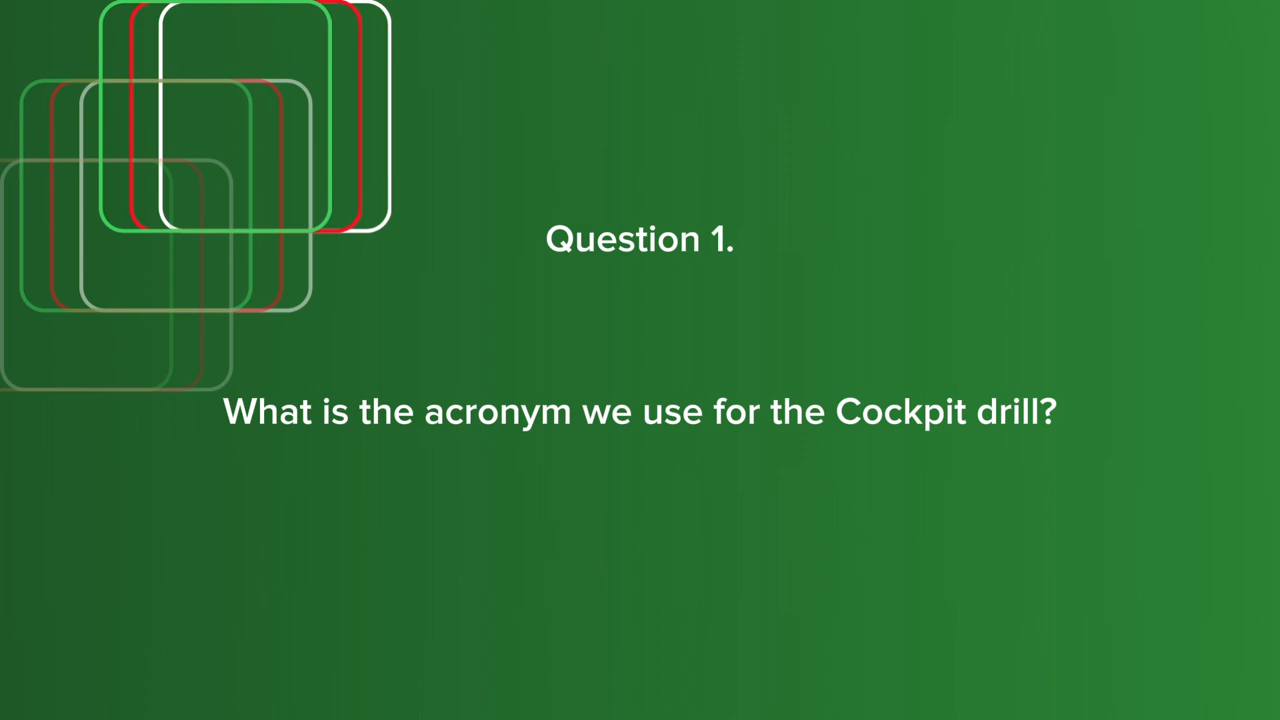 Question 1.
What is the acronym we use for the Cockpit drill?